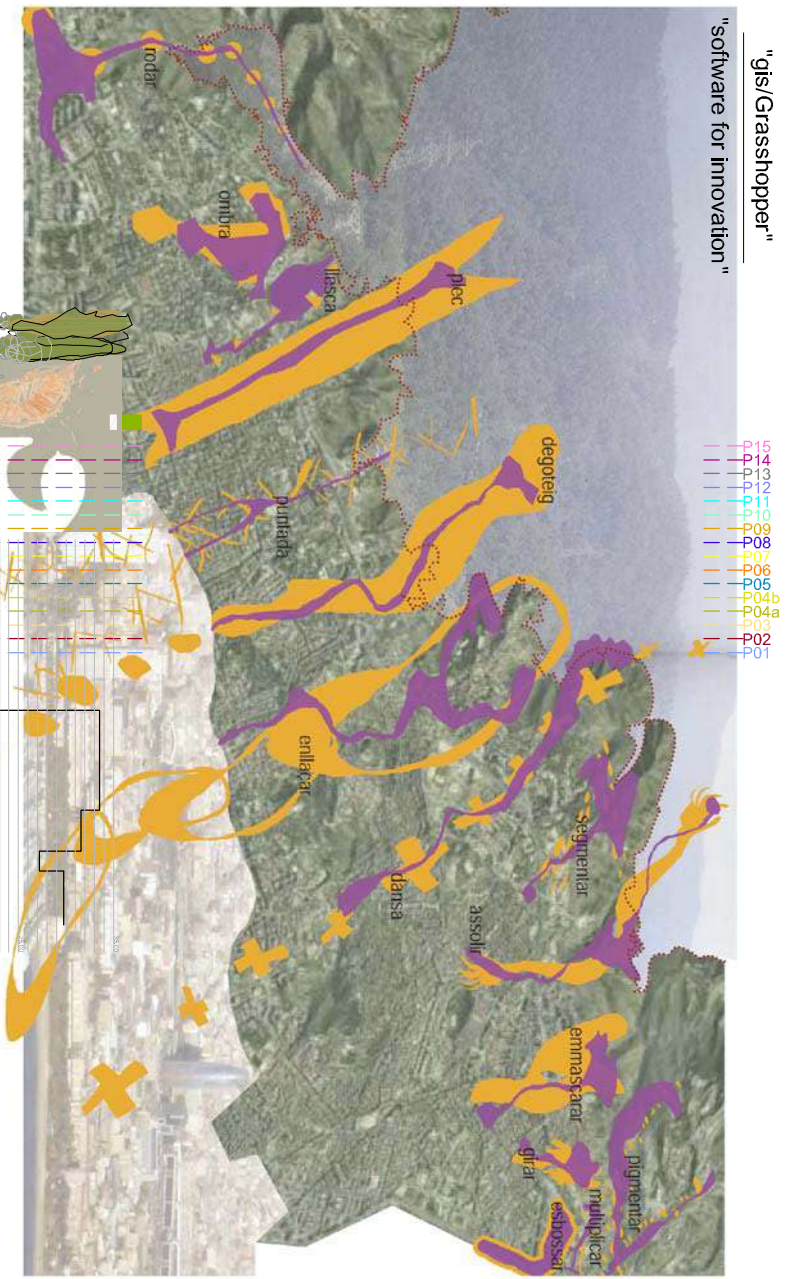 "gis/Grasshopper"
"software for innovation"
rodar
ombra
llesca
plec
degoteig
puntada
enllaçar
segmentar
dansa
assolir
emmascarar
girar
pigmentar
multiplicar
esbossar
P15
P14
P13
P12
P11
P10
P09
P08
P07
P06
P05
P04b
P04a
P03
P02
P01